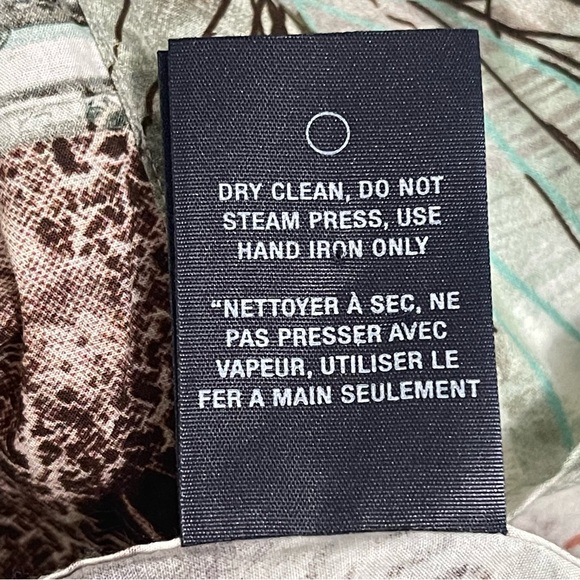 DRY CLEAN, DO NOT
STEAM PRESS, USE
HAND IRON ONLY
“NETTOYER À SEC, NE
PAS PRESSER AVEC
VAPEUR, UTILISER LE
FER A MAIN SEULEMENT